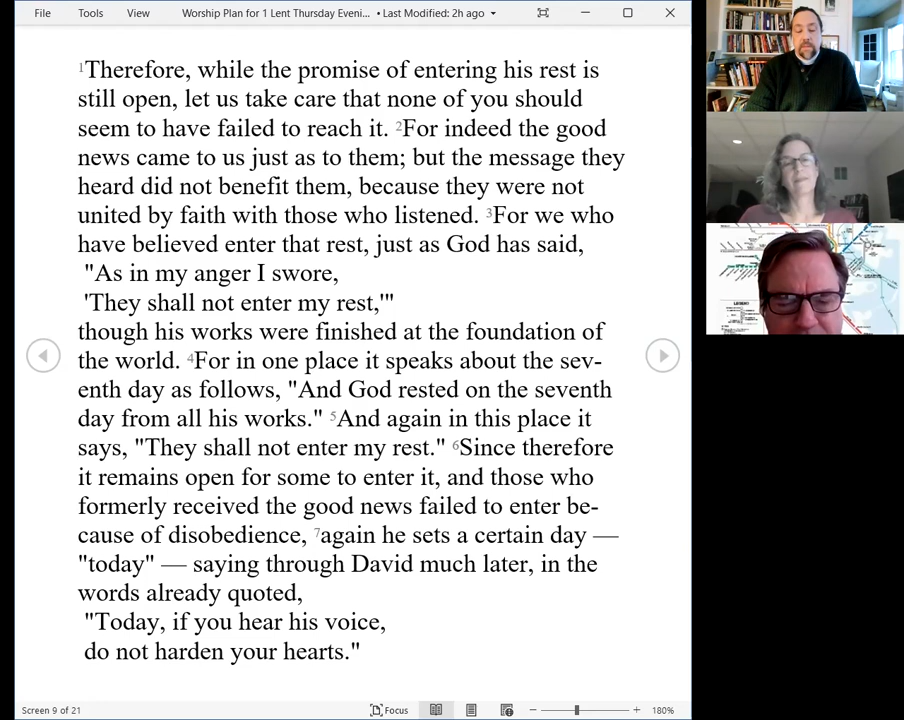 File Tools View Worship Plan for 1 Lent Thursday Eveni... • Last Modified: 2h ago
1Therefore, while the promise of entering his rest is
still open, let us take care that none of you should
seem to have failed to reach it. 2For indeed the good
news came to us just as to them; but the message they
heard did not benefit them, because they were not
united by faith with those who listened. 3For we who
have believed enter that rest, just as God has said,
"As in my anger I swore,
'They shall not enter my rest,'"
though his works were finished at the foundation of
the world. 4For in one place it speaks about the sev-
enth day as follows, "And God rested on the seventh
day from all his works." 5And again in this place it
says, "They shall not enter my rest." 6Since therefore
it remains open for some to enter it, and those who
formerly received the good news failed to enter be-
cause of disobedience, 7again he sets a certain day —
"today" — saying through David much later, in the
words already quoted,
"Today, if you hear his voice,
do not harden your hearts."
Screen 9 of 21 Focus 180%